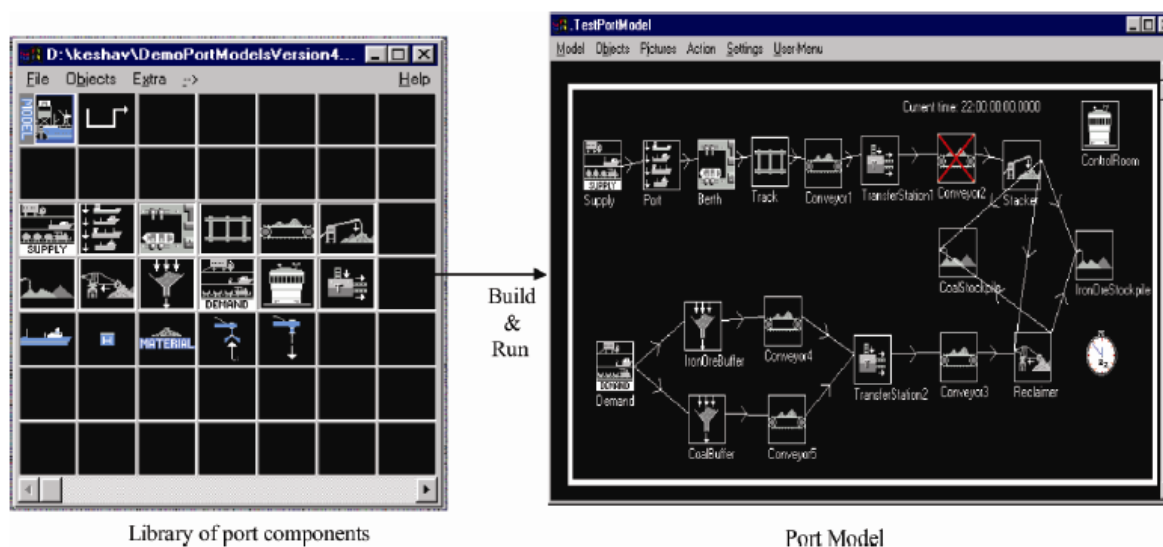 D:\keshav\DemoPortModelsVersion4...
File Objects Extra --> Help
MODEL
SUPPLY
DEMAND
MATERIAL
Library of port components
Build
&
Run
.TestPortModel
Model Objects Pictures Action Settings User-Menu
Current time: 22:00:00:00.0000
ControlRoom
SUPPLY
Supply Port Berth Track Conveyor1 TransferStation1 Conveyor2 Stacker
CoalStockpile IronOreStockpile
IronOreBuffer Conveyor4
DEMAND
Demand TransferStation2 Conveyor3 Reclaimer
CoalBuffer Conveyor5
Port Model